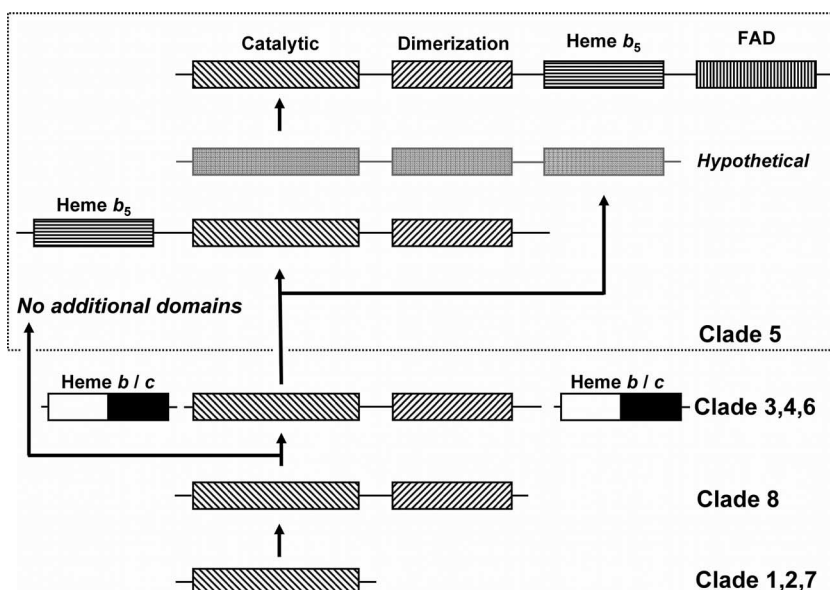 Catalytic Dimerization Heme b5 FAD
Hypothetical
Heme b5
No additional domains
Clade 5
Heme b / c Heme b / c
Clade 3,4,6
Clade 8
Clade 1,2,7